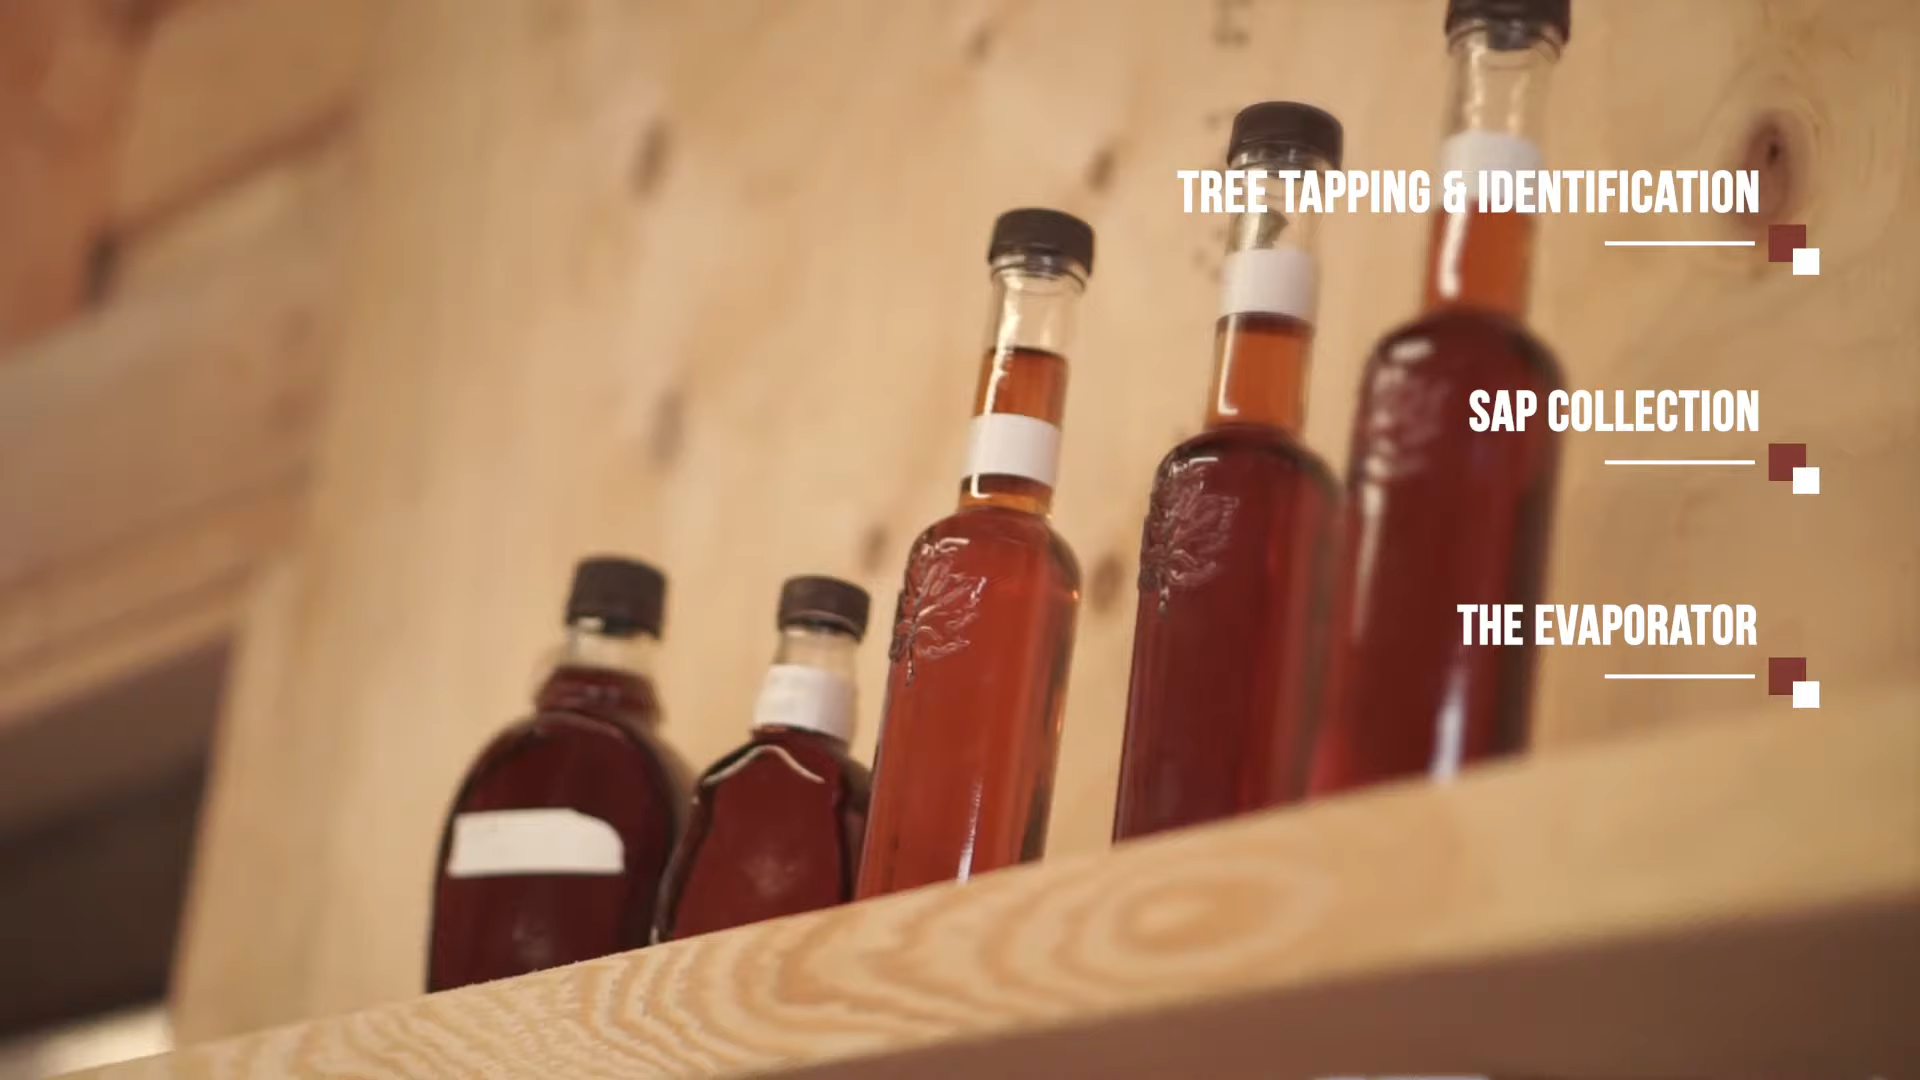 TREE TAPPING & IDENTIFICATION
SAP COLLECTION
THE EVAPORATOR